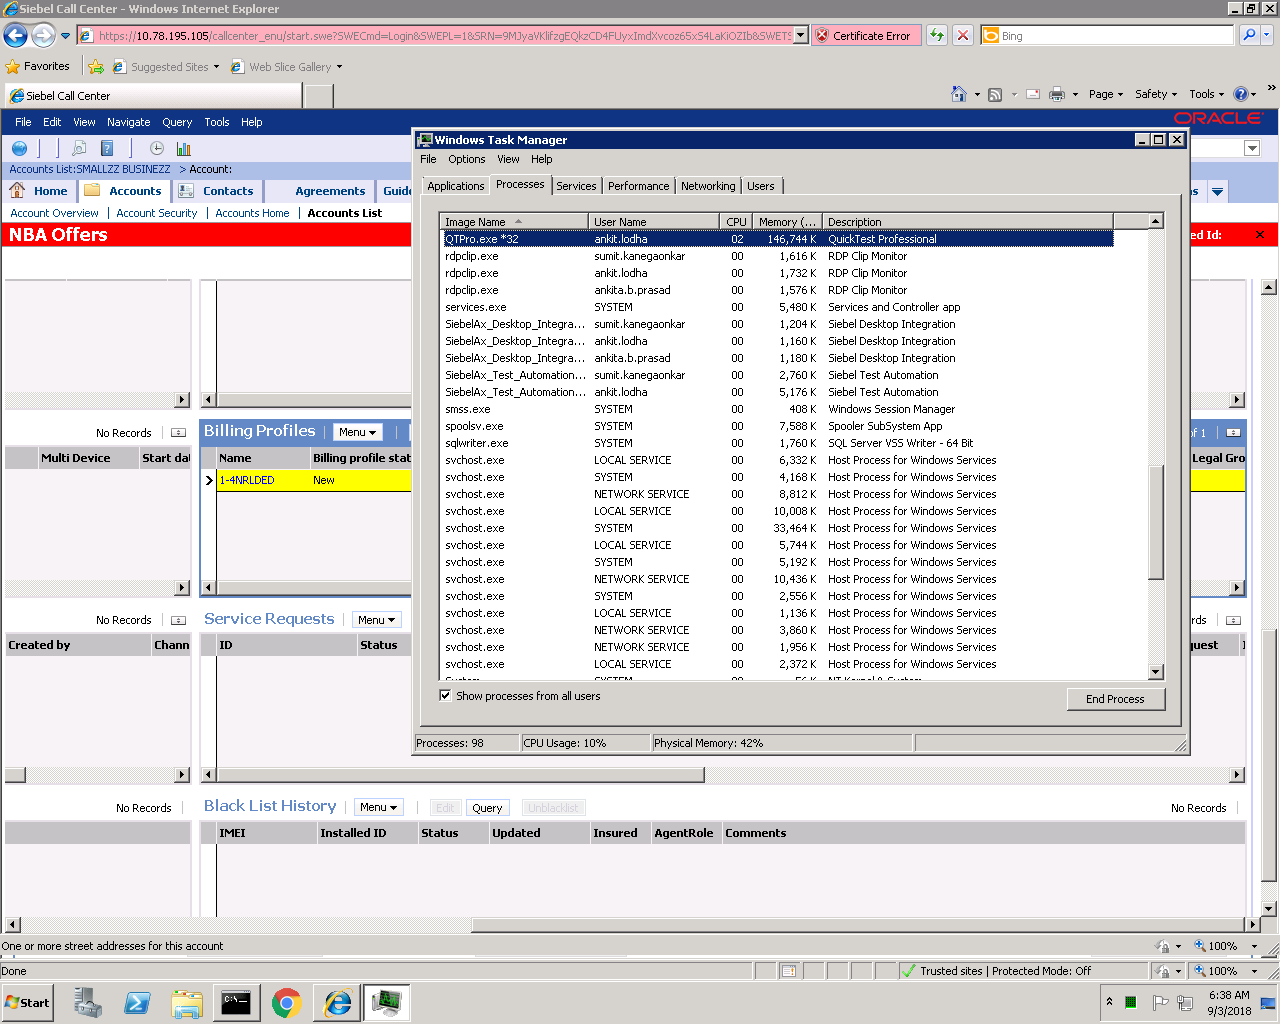 Siebel Call Center - Windows Internet Explorer
https://10.78.195.105/callcenter_enu/start.swe?SWECmd=Login&SWEPL=1&SRN=
Certificate Error
Bing
Favorites
Suggested Sites
Web Slice Gallery
Siebel Call Center
Page
Safety
Tools
File Edit View Navigate Query Tools Help
ORACLE
Accounts List:SMALLZZ BUSINEZZ > Account:
Home
Accounts
Contacts
Agreements
Guid
Account Overview | Account Security | Accounts Home | Accounts List
NBA Offers
ed Id:
Windows Task Manager
File Options View Help
Applications Processes Services Performance Networking Users
Image Name User Name CPU Memory (... Description
QTPro.exe *32 ankit.lodha 02 146,744 K QuickTest Professional
rdpclip.exe sumit.kanegaonkar 00 1,616 K RDP Clip Monitor
rdpclip.exe ankit.lodha 00 1,732 K RDP Clip Monitor
rdpclip.exe ankita.b.prasad 00 1,576 K RDP Clip Monitor
services.exe SYSTEM 00 5,480 K Services and Controller app
SiebelAx_Desktop_Integra... sumit.kanegaonkar 00 1,204 K Siebel Desktop Integration
SiebelAx_Desktop_Integra... ankit.lodha 00 1,160 K Siebel Desktop Integration
SiebelAx_Desktop_Integra... ankita.b.prasad 00 1,180 K Siebel Desktop Integration
SiebelAx_Test_Automation... sumit.kanegaonkar 00 2,760 K Siebel Test Automation
SiebelAx_Test_Automation... ankit.lodha 00 5,176 K Siebel Test Automation
smss.exe SYSTEM 00 408 K Windows Session Manager
spoolsv.exe SYSTEM 00 7,588 K Spooler SubSystem App
sqlwriter.exe SYSTEM 00 1,760 K SQL Server VSS Writer - 64 Bit
svchost.exe LOCAL SERVICE 00 6,332 K Host Process for Windows Services
svchost.exe SYSTEM 00 4,168 K Host Process for Windows Services
svchost.exe NETWORK SERVICE 00 8,812 K Host Process for Windows Services
svchost.exe LOCAL SERVICE 00 10,008 K Host Process for Windows Services
svchost.exe SYSTEM 00 33,464 K Host Process for Windows Services
svchost.exe LOCAL SERVICE 00 5,744 K Host Process for Windows Services
svchost.exe SYSTEM 00 5,192 K Host Process for Windows Services
svchost.exe NETWORK SERVICE 00 10,436 K Host Process for Windows Services
svchost.exe SYSTEM 00 2,556 K Host Process for Windows Services
svchost.exe LOCAL SERVICE 00 1,136 K Host Process for Windows Services
svchost.exe NETWORK SERVICE 00 3,860 K Host Process for Windows Services
svchost.exe NETWORK SERVICE 00 1,956 K Host Process for Windows Services
svchost.exe LOCAL SERVICE 00 2,372 K Host Process for Windows Services
System SYSTEM 00 56 K NT Kernel & System
Show processes from all users
End Process
Processes: 98 CPU Usage: 10% Physical Memory: 42%
No Records
Billing Profiles Menu
of 1
Multi Device Start dat Name Billing profile stat
Legal Gro
1-4NRLDED New
No Records
Service Requests Menu
rds
Created by Chann ID Status
quest
No Records
Black List History Menu Edit Query Unblacklist
No Records
IMEI Installed ID Status Updated Insured AgentRole Comments
One or more street addresses for this account
100%
Done
Trusted sites | Protected Mode: Off
100%
Start
6:38 AM
9/3/2018